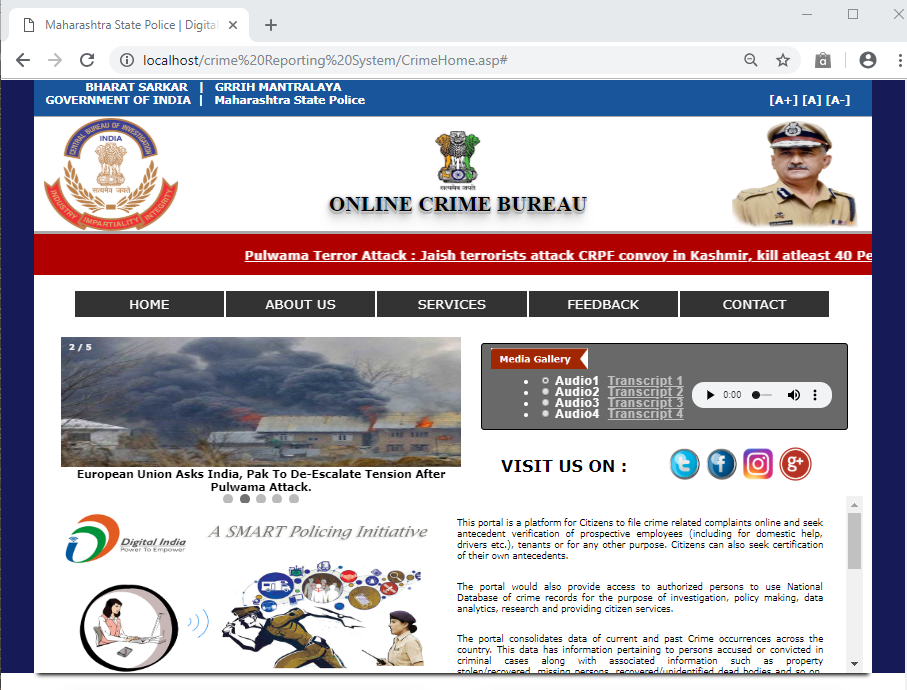 Maharashtra State Police | Digital
localhost/crime%20Reporting%20System/CrimeHome.asp#
BHARAT SARKAR | GRRIH MANTRALAYA
GOVERNMENT OF INDIA | Maharashtra State Police
[A+] [A] [A-]
CENTRAL BUREAU OF INVESTIGATION
INDIA
सत्यमेव जयते
INDUSTRY IMPARTIALITY INTEGRITY
सत्यमेव जयते
ONLINE CRIME BUREAU
Pulwama Terror Attack : Jaish terrorists attack CRPF convoy in Kashmir, kill atleast 40 Pe
HOME ABOUT US SERVICES FEEDBACK CONTACT
2 / 5
European Union Asks India, Pak To De-Escalate Tension After
Pulwama Attack.
Media Gallery
Audio1 Transcript 1
Audio2 Transcript 2
Audio3 Transcript 3
Audio4 Transcript 4
0:00
VISIT US ON :
g+
Digital India
Power To Empower
A SMART Policing Initiative
This portal is a platform for Citizens to file crime related complaints online and seek
antecedent verification of prospective employees (including for domestic help,
drivers etc.), tenants or for any other purpose. Citizens can also seek certification
of their own antecedents.
The portal would also provide access to authorized persons to use National
Database of crime records for the purpose of investigation, policy making, data
analytics, research and providing citizen services.
The portal consolidates data of current and past Crime occurrences across the
country. This data has information pertaining to persons accused or convicted in
criminal cases along with associated information such as property
stolen/recovered, missing persons, recovered/unidentified dead bodies and so on.